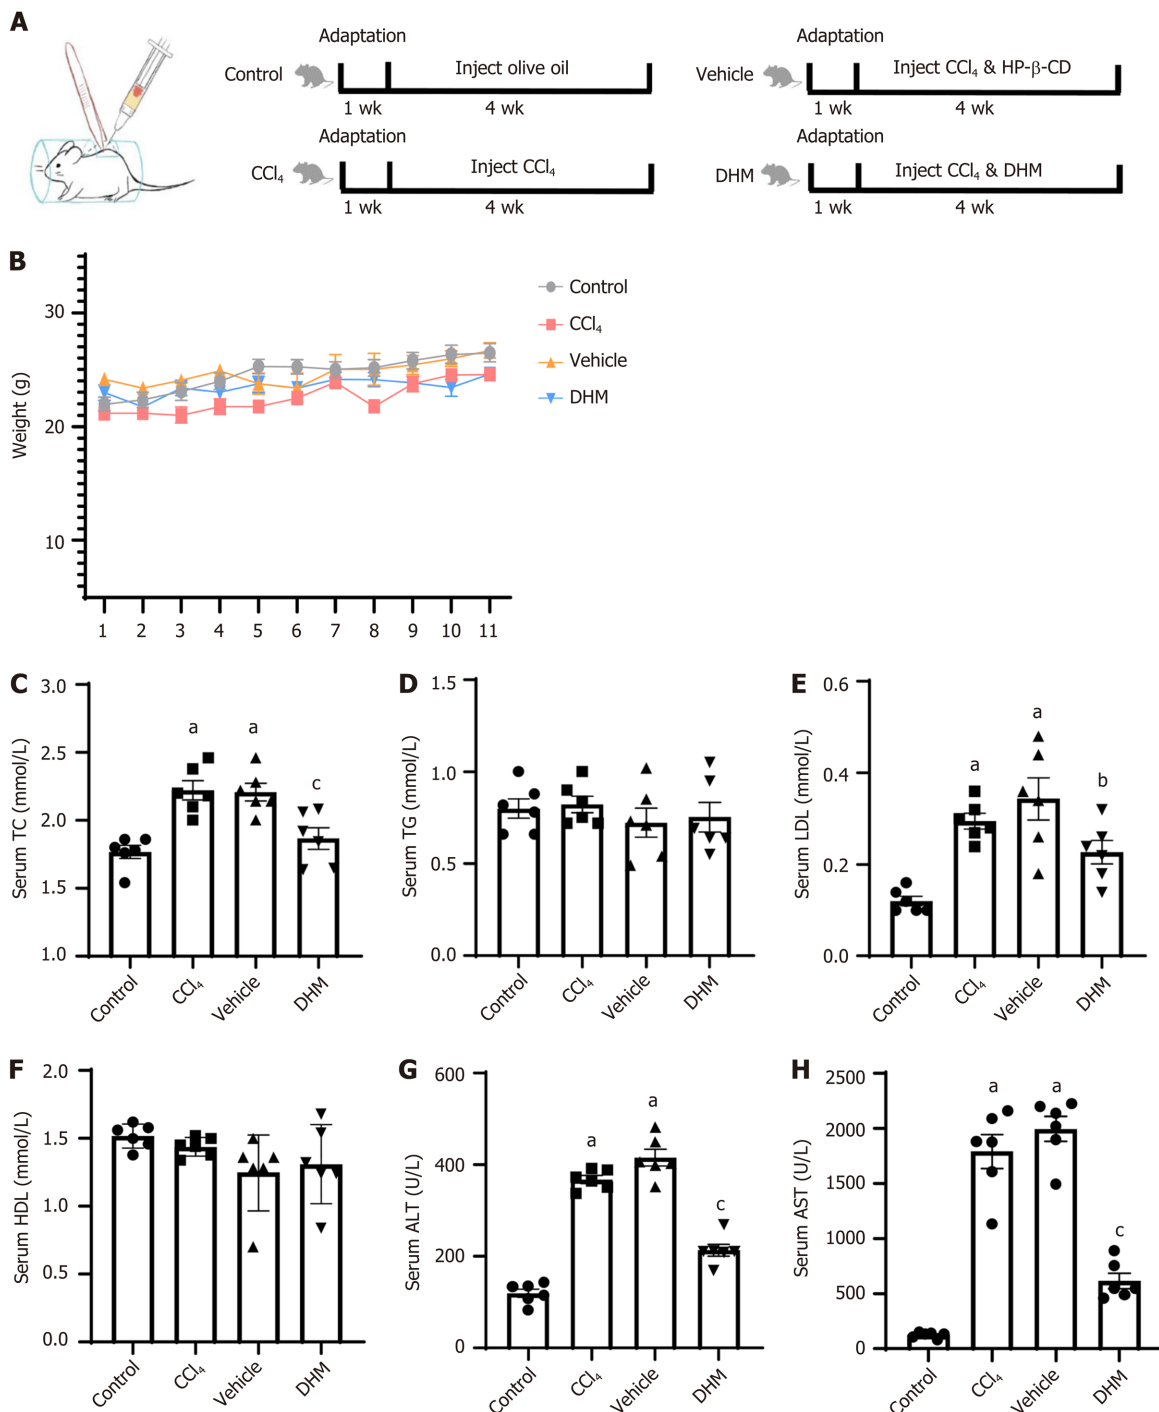 A
Adaptation
Control
Inject olive oil
1 wk
4 wk
Adaptation
Vehicle
Inject CCl₄ & HP-β-CD
1 wk
4 wk
Adaptation
CCl₄
Inject CCl₄
1 wk
4 wk
Adaptation
DHM
Inject CCl₄ & DHM
1 wk
4 wk
B
Weight (g)
30
20
10
1 2 3 4 5 6 7 8 9 10 11
Control
CCl₄
Vehicle
DHM
C
Serum TC (mmol/L)
3.0
2.5
2.0
1.5
1.0
a a c
Control CCl₄ Vehicle DHM
D
Serum TG (mmol/L)
1.5
1.0
0.5
0.0
Control CCl₄ Vehicle DHM
E
Serum LDL (mmol/L)
0.6
0.4
0.2
0.0
a a b
Control CCl₄ Vehicle DHM
F
Serum HDL (mmol/L)
2.0
1.5
1.0
0.5
0.0
Control CCl₄ Vehicle DHM
G
Serum ALT (U/L)
600
400
200
0
a a c
Control CCl₄ Vehicle DHM
H
Serum AST (U/L)
2500
2000
1500
1000
500
0
a a c
Control CCl₄ Vehicle DHM